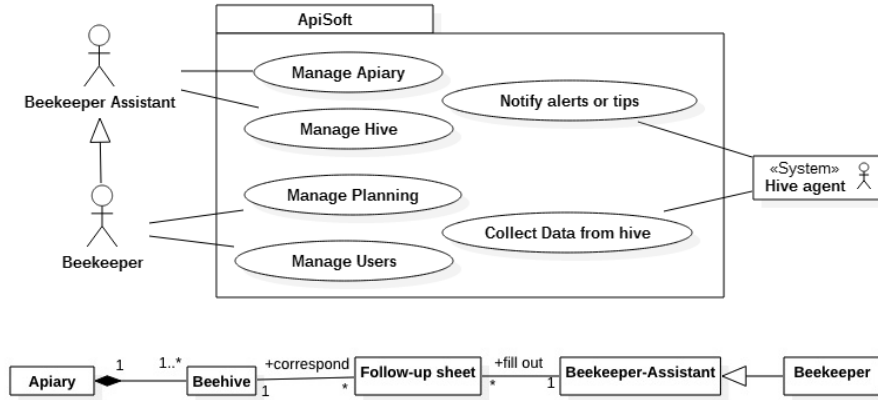 ApiSoft
Beekeeper Assistant
Manage Apiary
Notify alerts or tips
Manage Hive
«System»
Hive agent
Manage Planning
Beekeeper
Collect Data from hive
Manage Users
Apiary
1
1..*
Beehive
1
+correspond
*
Follow-up sheet
*
+fill out
1
Beekeeper-Assistant
Beekeeper